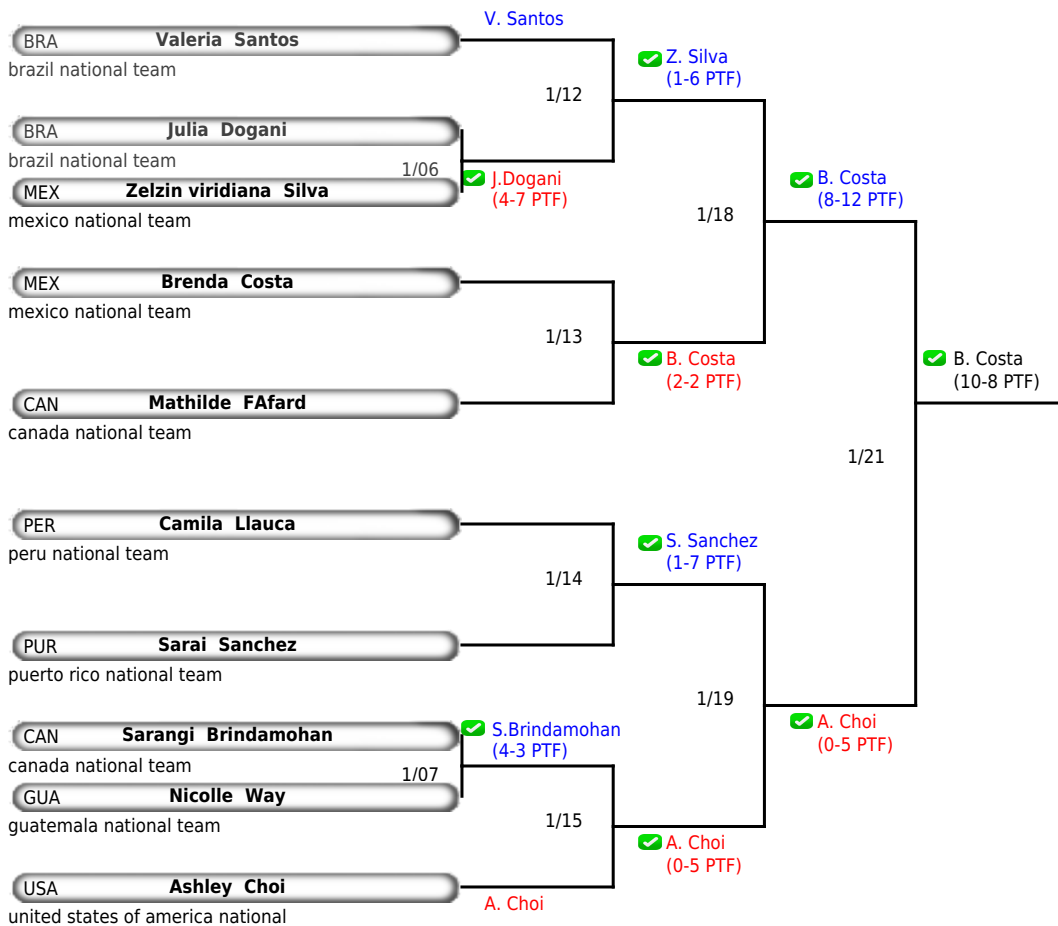 V. Santos
BRA Valeria Santos
brazil national team
Z. Silva
(1-6 PTF)
1/12
BRA Julia Dogani
brazil national team
1/06
MEX Zelzin viridiana Silva
mexico national team
J.Dogani
(4-7 PTF)
B. Costa
(8-12 PTF)
1/18
MEX Brenda Costa
mexico national team
1/13
B. Costa
(2-2 PTF)
B. Costa
(10-8 PTF)
CAN Mathilde FAfard
canada national team
1/21
PER Camila Llauca
peru national team
S. Sanchez
(1-7 PTF)
1/14
PUR Sarai Sanchez
puerto rico national team
1/19
CAN Sarangi Brindamohan
canada national team
S.Brindamohan
(4-3 PTF)
A. Choi
(0-5 PTF)
1/07
GUA Nicolle Way
guatemala national team
1/15
A. Choi
(0-5 PTF)
USA Ashley Choi
united states of america national
A. Choi